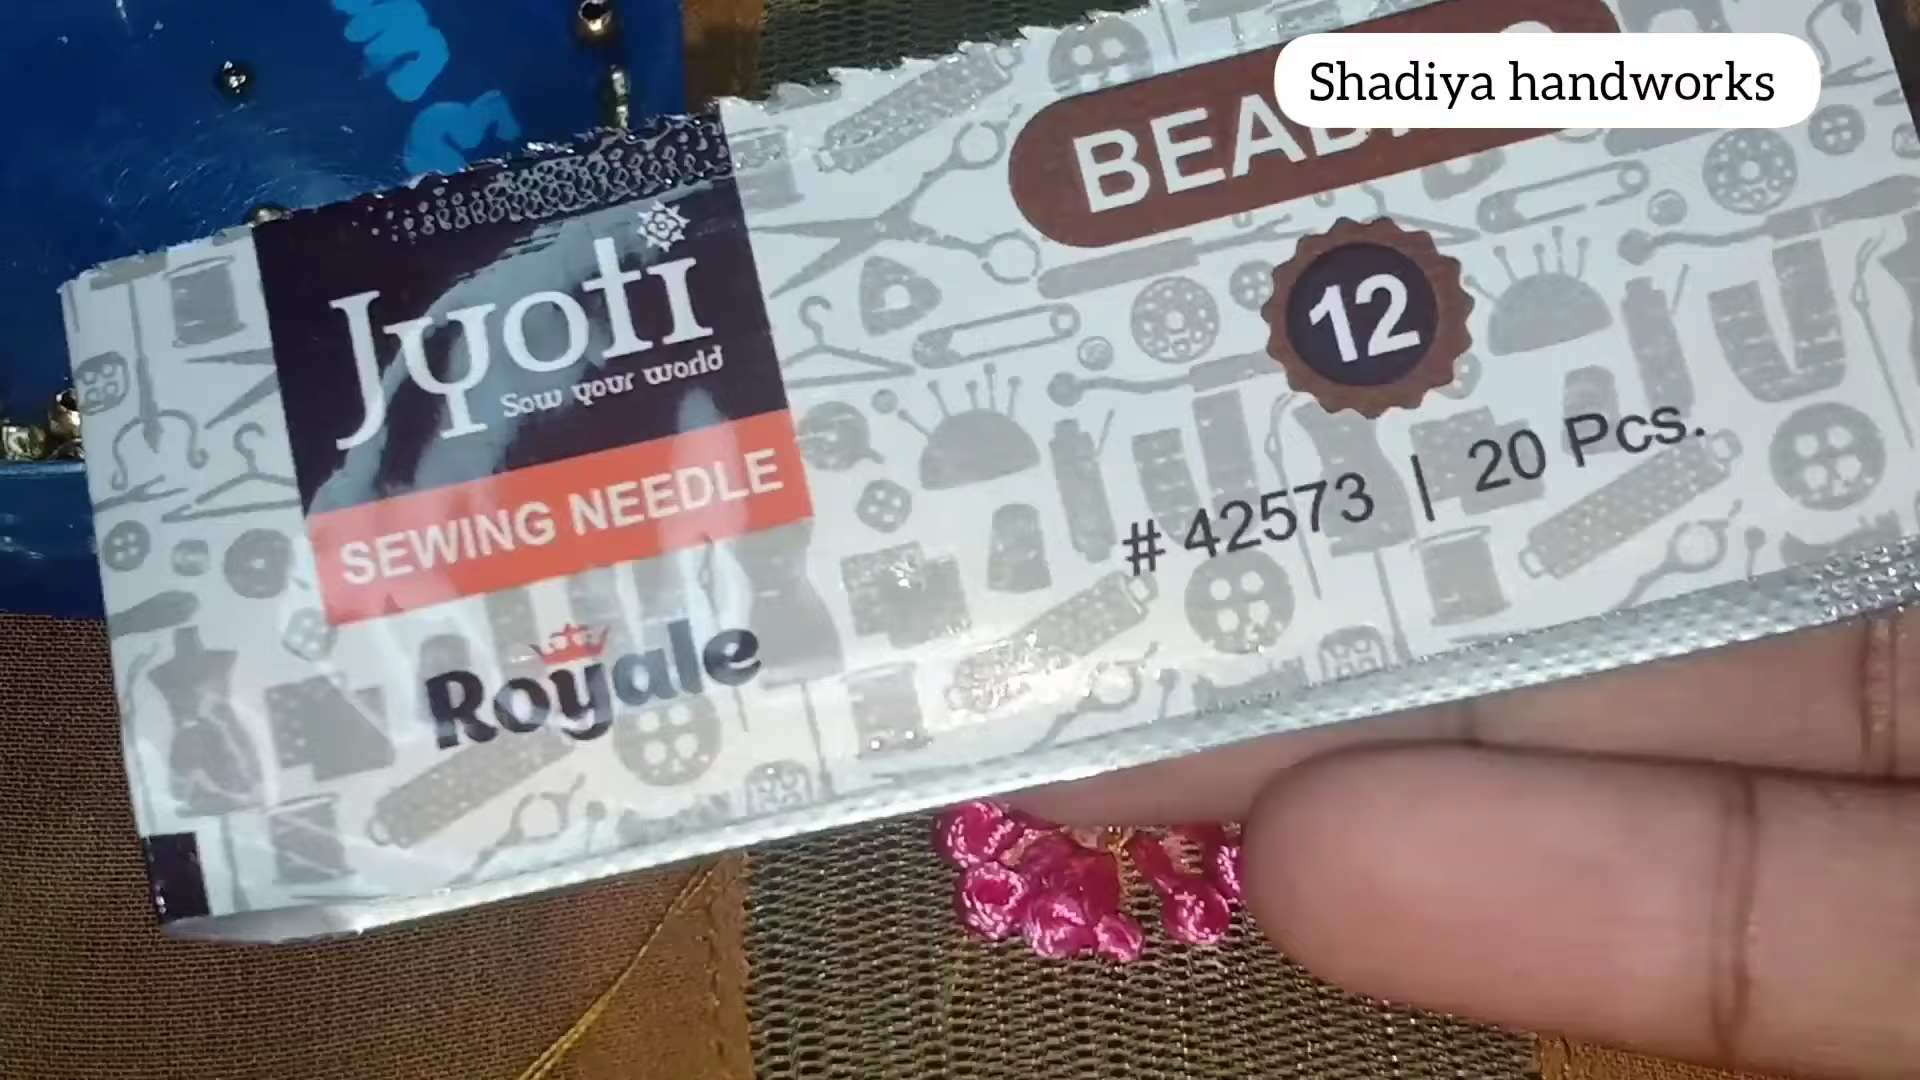 Shadiya handworks
Jyoti
Sow your world
SEWING NEEDLE
Royale
12
# 42573 | 20 Pcs.